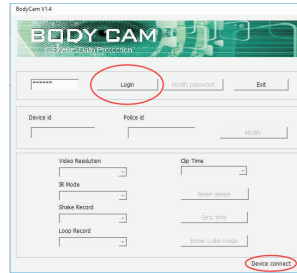 BodyCam V1.4
BODY CAM
Secure Data Protection
******* Login Modify password Exit
Device id Police id
Modify
Video Resolution Clip Time
IR Mode
Reset device
Shake Record
Sync time
Loop Record
Enter U-disk mode
Device connect